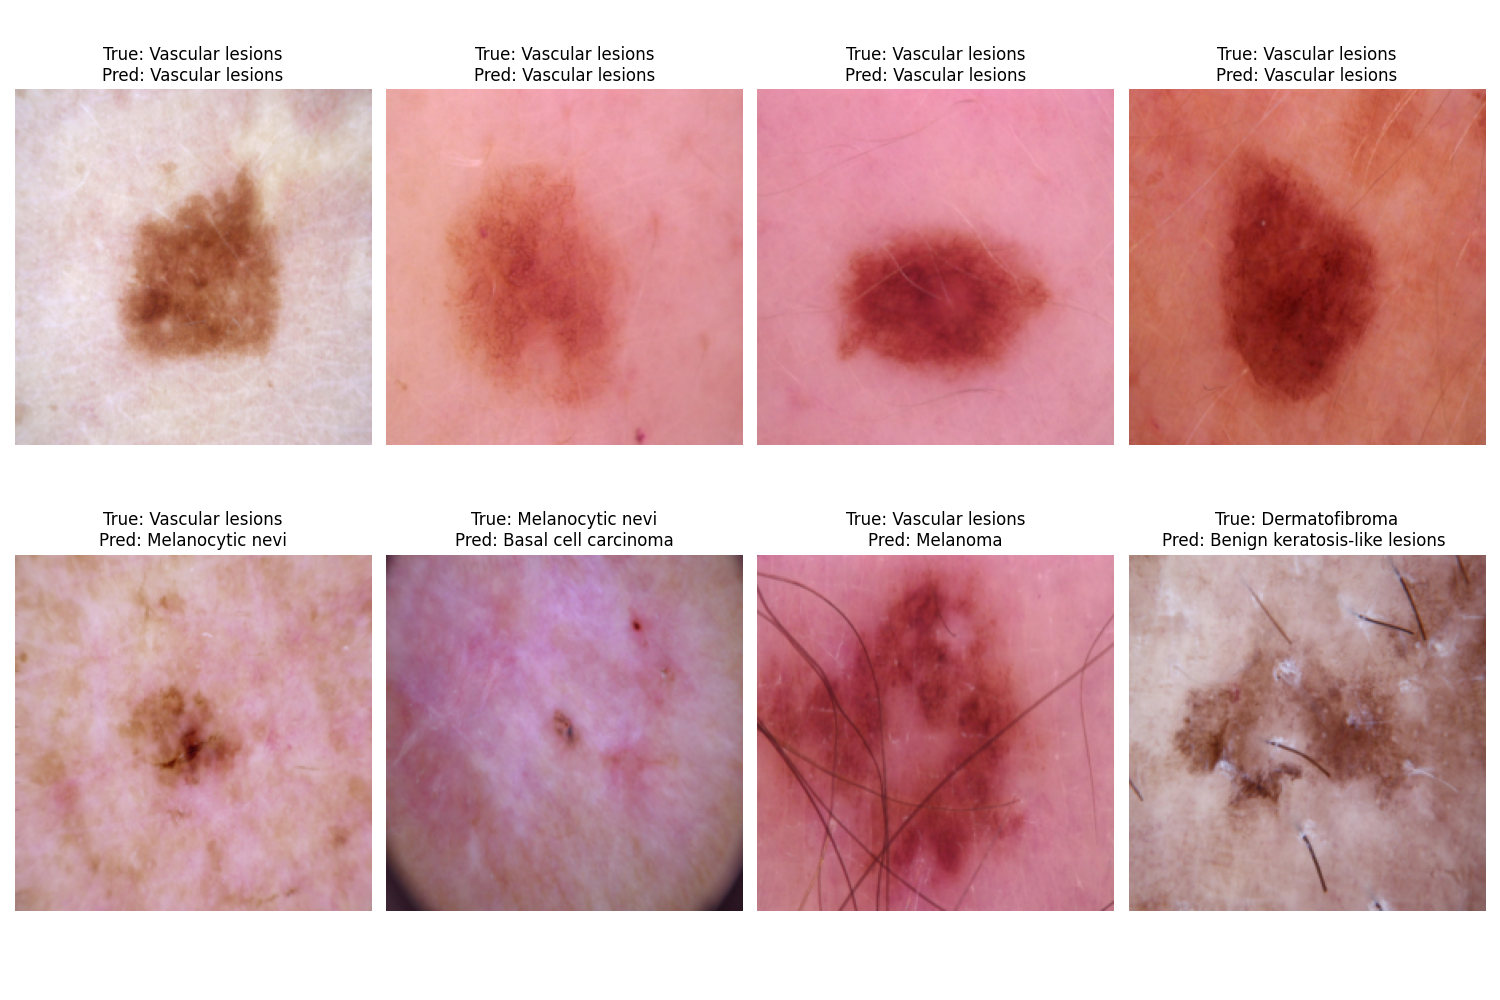 True: Vascular lesions
Pred: Vascular lesions
True: Vascular lesions
Pred: Vascular lesions
True: Vascular lesions
Pred: Vascular lesions
True: Vascular lesions
Pred: Vascular lesions
True: Vascular lesions
Pred: Melanocytic nevi
True: Melanocytic nevi
Pred: Basal cell carcinoma
True: Vascular lesions
Pred: Melanoma
True: Dermatofibroma
Pred: Benign keratosis-like lesions